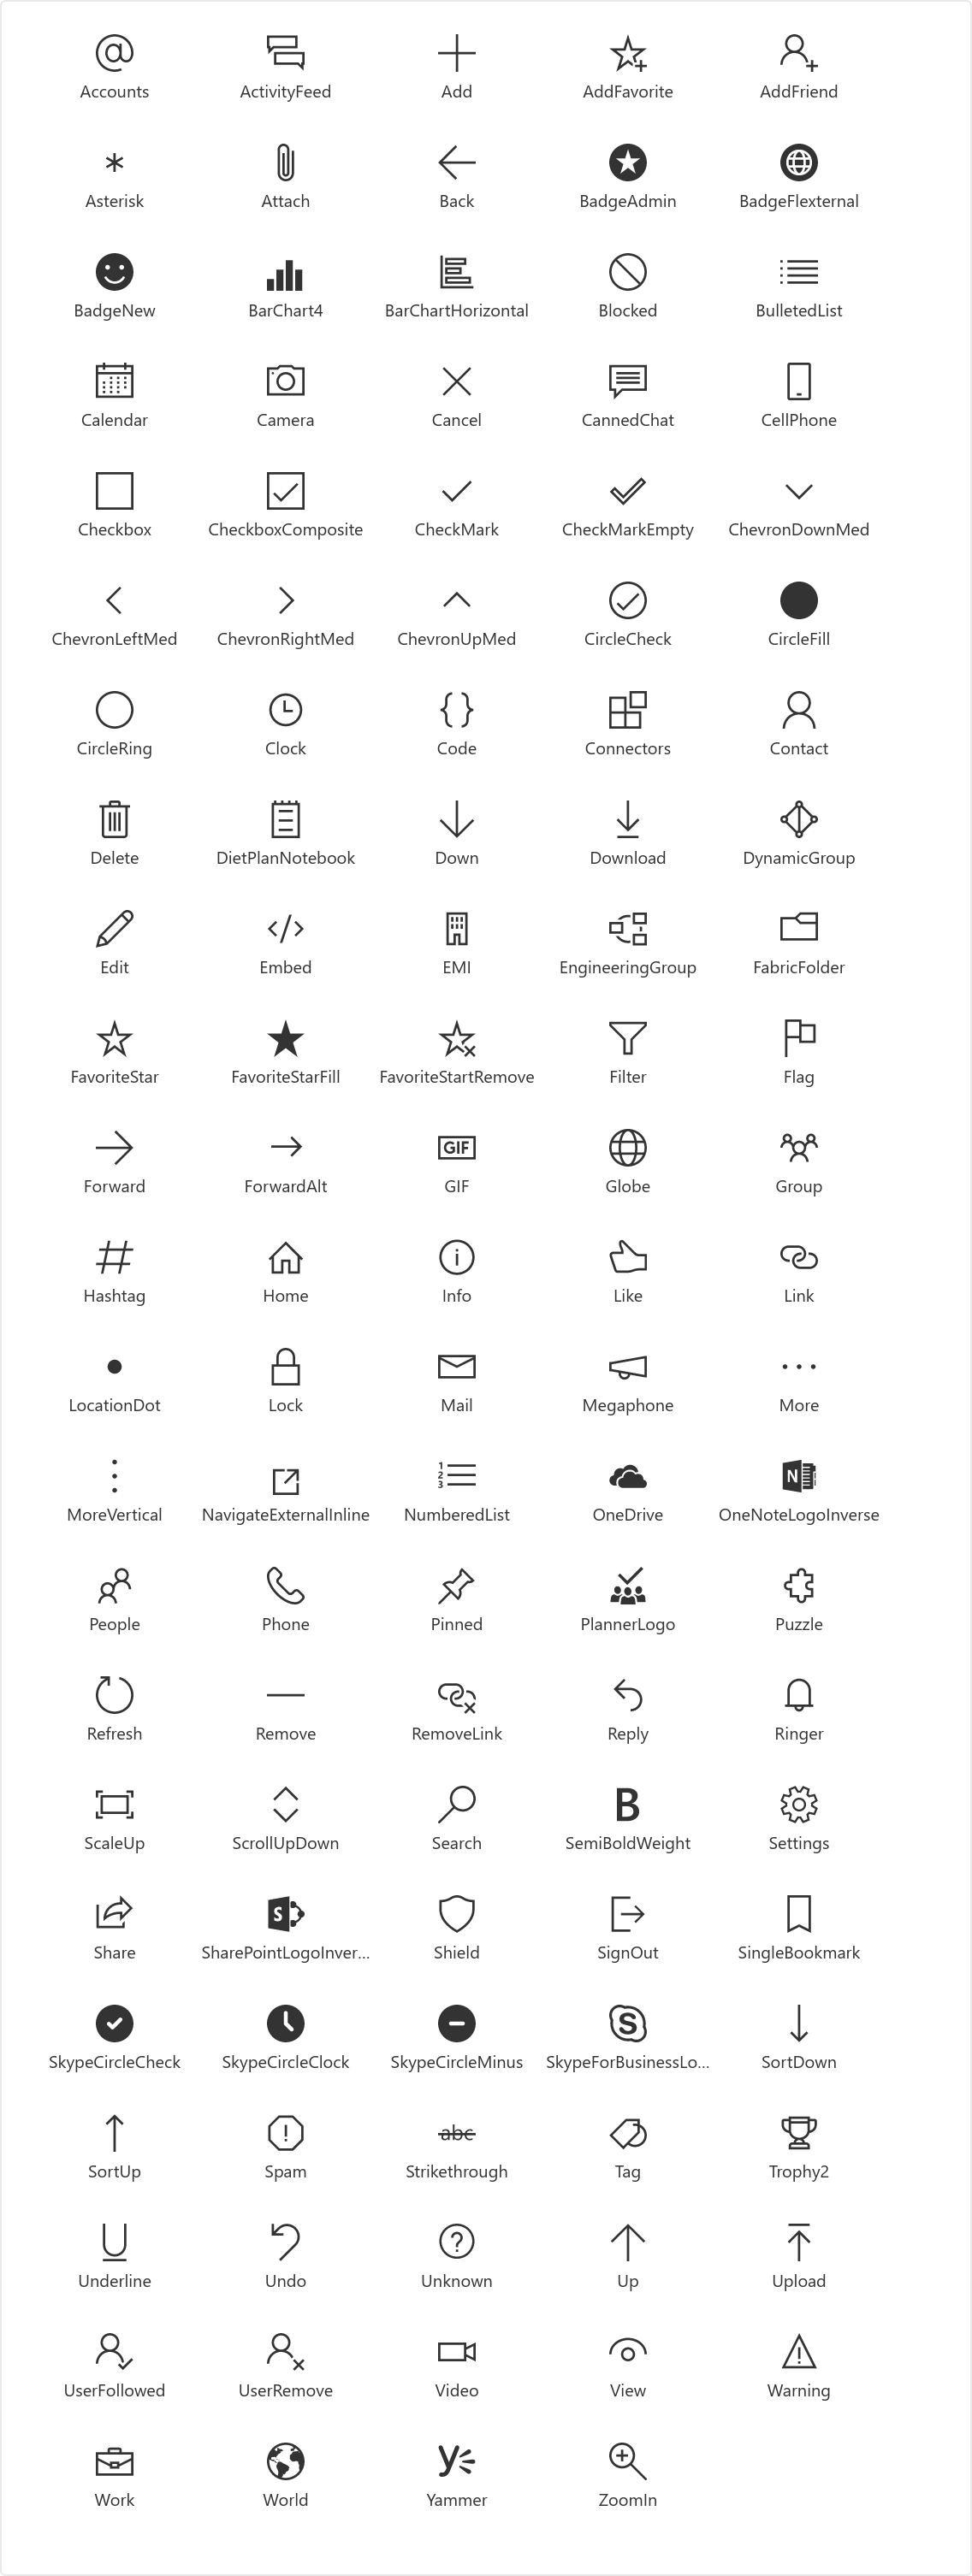 Accounts ActivityFeed Add AddFavorite AddFriend
Asterisk Attach Back BadgeAdmin BadgeFlexternal
BadgeNew BarChart4 BarChartHorizontal Blocked BulletedList
Calendar Camera Cancel CannedChat CellPhone
Checkbox CheckboxComposite CheckMark CheckMarkEmpty ChevronDownMed
ChevronLeftMed ChevronRightMed ChevronUpMed CircleCheck CircleFill
CircleRing Clock Code Connectors Contact
Delete DietPlanNotebook Down Download DynamicGroup
Edit Embed EMI EngineeringGroup FabricFolder
FavoriteStar FavoriteStarFill FavoriteStartRemove Filter Flag
GIF
Forward ForwardAlt GIF Globe Group
Hashtag Home Info Like Link
LocationDot Lock Mail Megaphone More
1
2
3
N
MoreVertical NavigateExternalInline NumberedList OneDrive OneNoteLogoInverse
People Phone Pinned PlannerLogo Puzzle
Refresh Remove RemoveLink Reply Ringer
B
ScaleUp ScrollUpDown Search SemiBoldWeight Settings
S
Share SharePointLogoInver... Shield SignOut SingleBookmark
S
SkypeCircleCheck SkypeCircleClock SkypeCircleMinus SkypeForBusinessLo... SortDown
abc
SortUp Spam Strikethrough Tag Trophy2
U ?
Underline Undo Unknown Up Upload
UserFollowed UserRemove Video View Warning
Work World Yammer ZoomIn